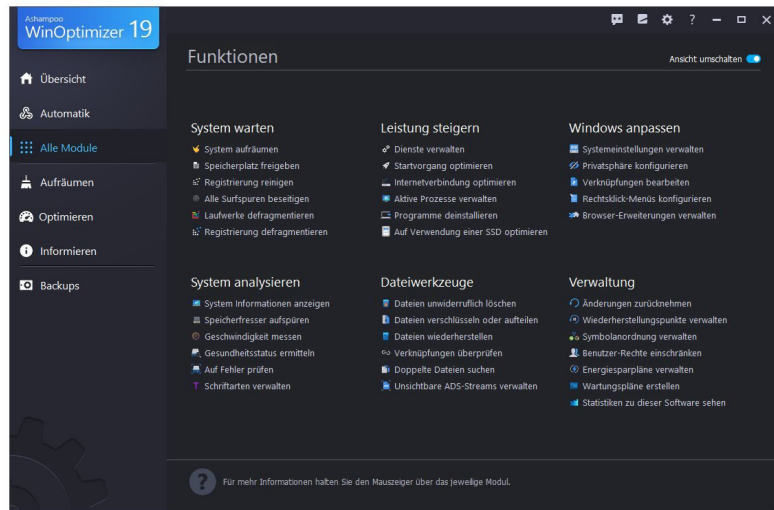 Ashampoo
WinOptimizer 19
Übersicht
Automatik
Alle Module
Aufräumen
Optimieren
Informieren
Backups
Funktionen
Ansicht umschalten
System warten
System aufräumen
Speicherplatz freigeben
Registrierung reinigen
Alle Surfspuren beseitigen
Laufwerke defragmentieren
Registrierung defragmentieren
Leistung steigern
Dienste verwalten
Startvorgang optimieren
Internetverbindung optimieren
Aktive Prozesse verwalten
Programme deinstallieren
Auf Verwendung einer SSD optimieren
Windows anpassen
Systemeinstellungen verwalten
Privatsphäre konfigurieren
Verknüpfungen bearbeiten
Rechtsklick-Menüs konfigurieren
Browser-Erweiterungen verwalten
System analysieren
System Informationen anzeigen
Speicherfresser aufspüren
Geschwindigkeit messen
Gesundheitsstatus ermitteln
Auf Fehler prüfen
Schriftarten verwalten
Dateiwerkzeuge
Dateien unwiderruflich löschen
Dateien verschlüsseln oder aufteilen
Dateien wiederherstellen
Verknüpfungen überprüfen
Doppelte Dateien suchen
Unsichtbare ADS-Streams verwalten
Verwaltung
Änderungen zurücknehmen
Wiederherstellungspunkte verwalten
Symbolanordnung verwalten
Benutzer-Rechte einschränken
Energiesparpläne verwalten
Wartungspläne erstellen
Statistiken zu dieser Software sehen
Für mehr Informationen halten Sie den Mauszeiger über das jeweilige Modul.